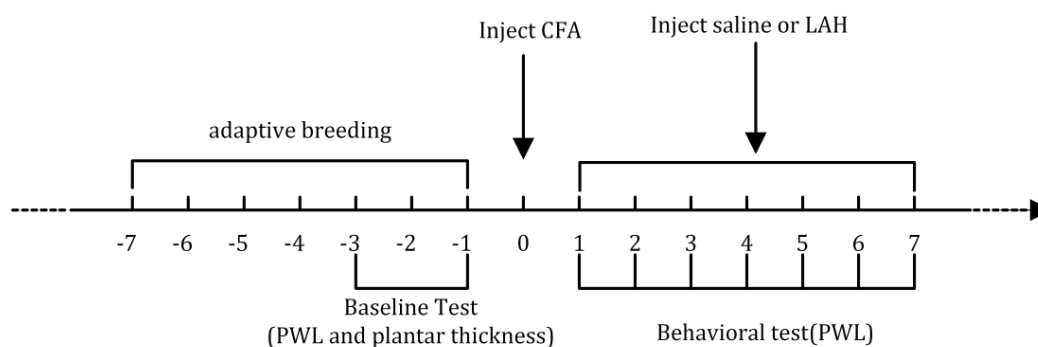 Inject CFA
Inject saline or LAH
adaptive breeding
-7 -6 -5 -4 -3 -2 -1 0 1 2 3 4 5 6 7
Baseline Test
(PWL and plantar thickness)
Behavioral test(PWL)